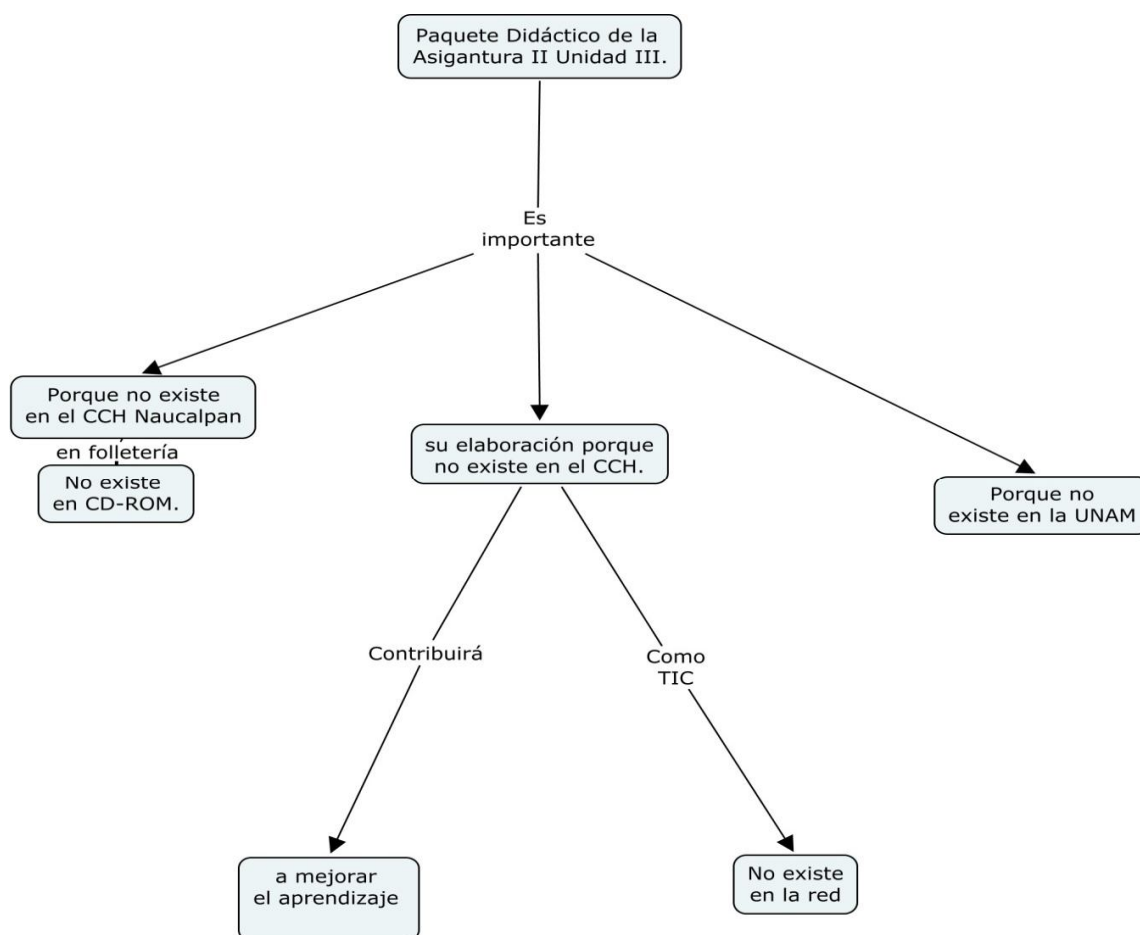 Paquete Didáctico de la
Asigantura II Unidad III.
Es
importante
Porque no existe
en el CCH Naucalpan
en folletería
No existe
en CD-ROM.
su elaboración porque
no existe en el CCH.
Porque no
existe en la UNAM
Contribuirá
Como
TIC
a mejorar
el aprendizaje
No existe
en la red